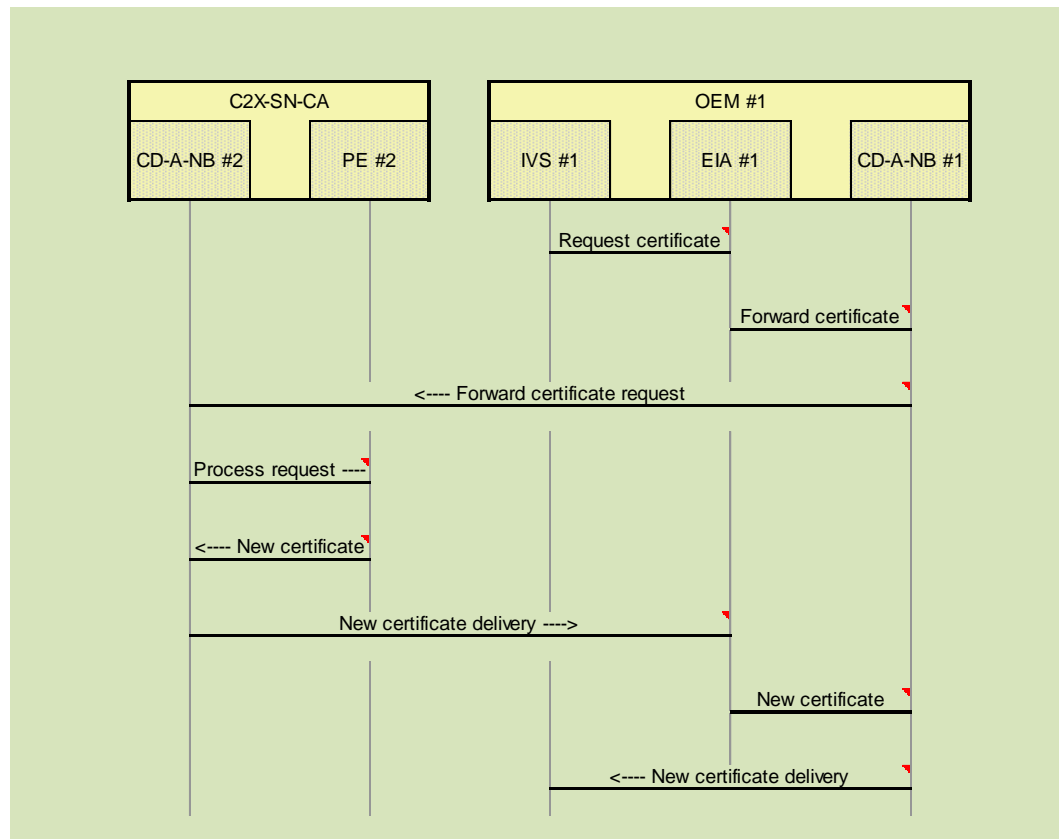 C2X-SN-CA
OEM #1
CD-A-NB #2
PE #2
IVS #1
EIA #1
CD-A-NB #1
Request certificate
Forward certificate
<---- Forward certificate request
Process request ----
<---- New certificate
New certificate delivery ---->
New certificate
<---- New certificate delivery